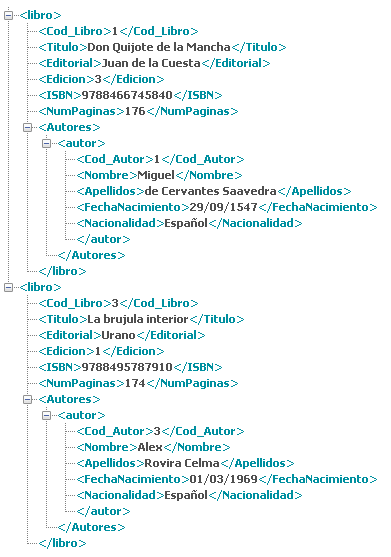 <libro>
<Cod_Libro>1</Cod_Libro>
<Titulo>Don Quijote de la Mancha</Titulo>
<Editorial>Juan de la Cuesta</Editorial>
<Edicion>3</Edicion>
<ISBN>9788466745840</ISBN>
<NumPaginas>176</NumPaginas>
<Autores>
<autor>
<Cod_Autor>1</Cod_Autor>
<Nombre>Miguel</Nombre>
<Apellidos>de Cervantes Saavedra</Apellidos>
<FechaNacimiento>29/09/1547</FechaNacimiento>
<Nacionalidad>Español</Nacionalidad>
</autor>
</Autores>
</libro>
<libro>
<Cod_Libro>3</Cod_Libro>
<Titulo>La brujula interior</Titulo>
<Editorial>Urano</Editorial>
<Edicion>1</Edicion>
<ISBN>9788495787910</ISBN>
<NumPaginas>174</NumPaginas>
<Autores>
<autor>
<Cod_Autor>3</Cod_Autor>
<Nombre>Alex</Nombre>
<Apellidos>Rovira Celma</Apellidos>
<FechaNacimiento>01/03/1969</FechaNacimiento>
<Nacionalidad>Español</Nacionalidad>
</autor>
</Autores>
</libro>